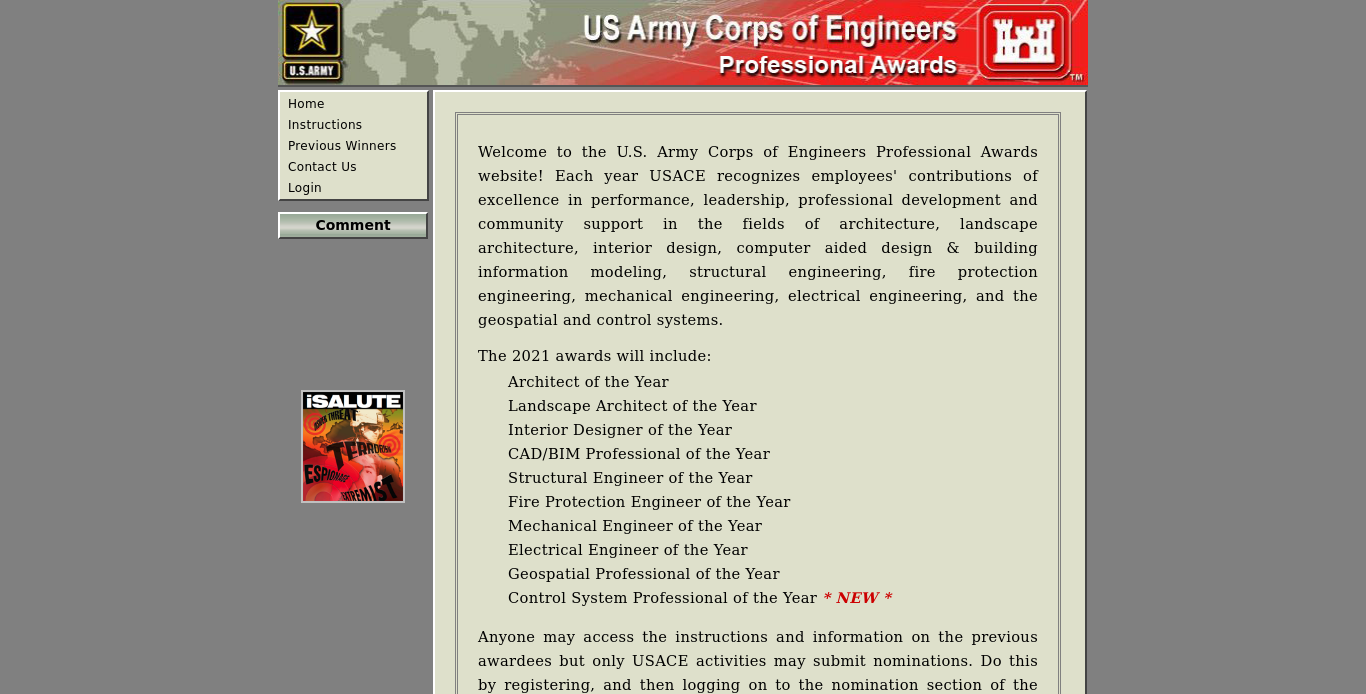 US Army Corps of Engineers
Professional Awards
U.S.ARMY
TM
Home
Instructions
Previous Winners
Contact Us
Login
Comment
iSALUTE
CYBER THREAT
TERRORISM
ESPIONAGE
EXTREMIST
Welcome to the U.S. Army Corps of Engineers Professional Awards
website! Each year USACE recognizes employees' contributions of
excellence in performance, leadership, professional development and
community support in the fields of architecture, landscape
architecture, interior design, computer aided design & building
information modeling, structural engineering, fire protection
engineering, mechanical engineering, electrical engineering, and the
geospatial and control systems.
The 2021 awards will include:
Architect of the Year
Landscape Architect of the Year
Interior Designer of the Year
CAD/BIM Professional of the Year
Structural Engineer of the Year
Fire Protection Engineer of the Year
Mechanical Engineer of the Year
Electrical Engineer of the Year
Geospatial Professional of the Year
Control System Professional of the Year * NEW *
Anyone may access the instructions and information on the previous
awardees but only USACE activities may submit nominations. Do this
by registering, and then logging on to the nomination section of the